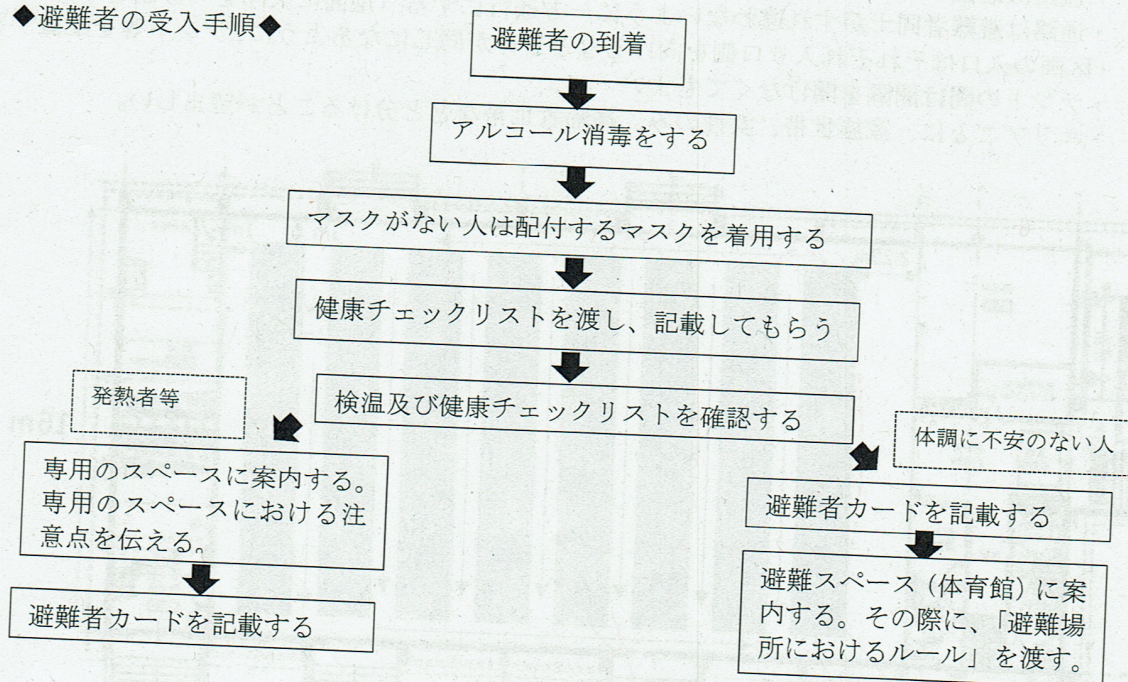 ◆避難者の受入手順◆
避難者の到着
アルコール消毒をする
マスクがない人は配付するマスクを着用する
健康チェックリストを渡し、記載してもらう
検温及び健康チェックリストを確認する
発熱者等
専用のスペースに案内する。
専用のスペースにおける注
意点を伝える。
避難者カードを記載する
体調に不安のない人
避難者カードを記載する
避難スペース(体育館)に案
内する。その際に、「避難場
所におけるルール」を渡す。